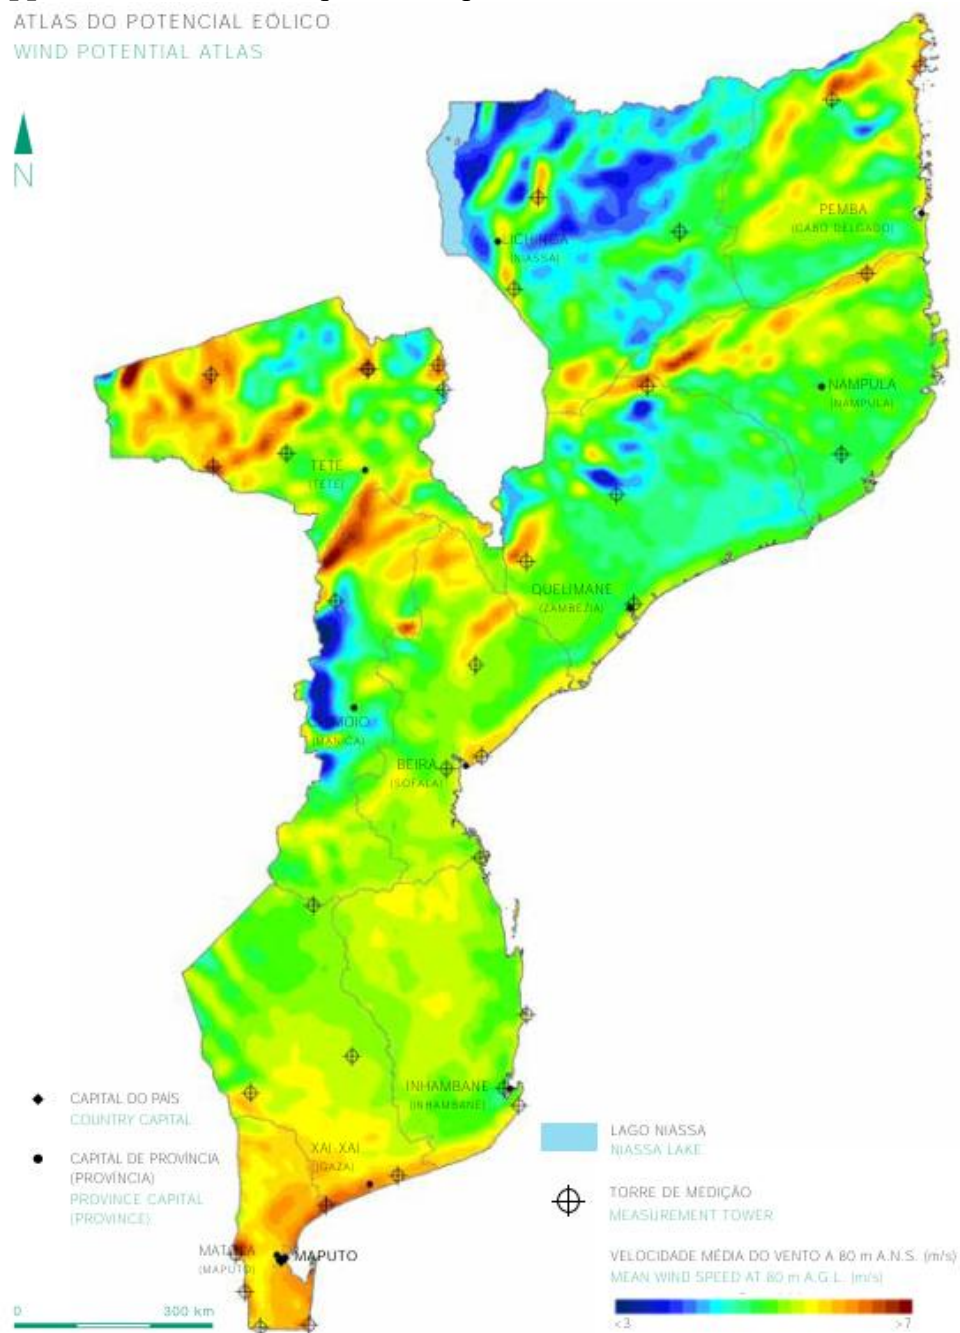 ATLAS DO POTENCIAL EÓLICO
WIND POTENTIAL ATLAS
N
PEMBA
(CABO DELGADO)
LICHINGA
(NIASSA)
NAMPULA
(NAMPULA)
TETE
(TETE)
QUELIMANE
(ZAMBEZIA)
(MANICA)
BEIRA
(SOFALA)
INHAMBANE
(INHAMBANE)
XAI XAI
(GAZA)
MATOLA
(MAPUTO)
MAPUTO
CAPITAL DO PAÍS
COUNTRY CAPITAL
CAPITAL DE PROVÍNCIA
(PROVÍNCIA)
PROVINCE CAPITAL
(PROVINCE)
0 300 km
LAGO NIASSA
NIASSA LAKE
TORRE DE MEDIÇÃO
MEASUREMENT TOWER
VELOCIDADE MÉDIA DO VENTO A 80 m A.N.S. (m/s)
MEAN WIND SPEED AT 80 m A.G.L. (m/s)
<3 >7